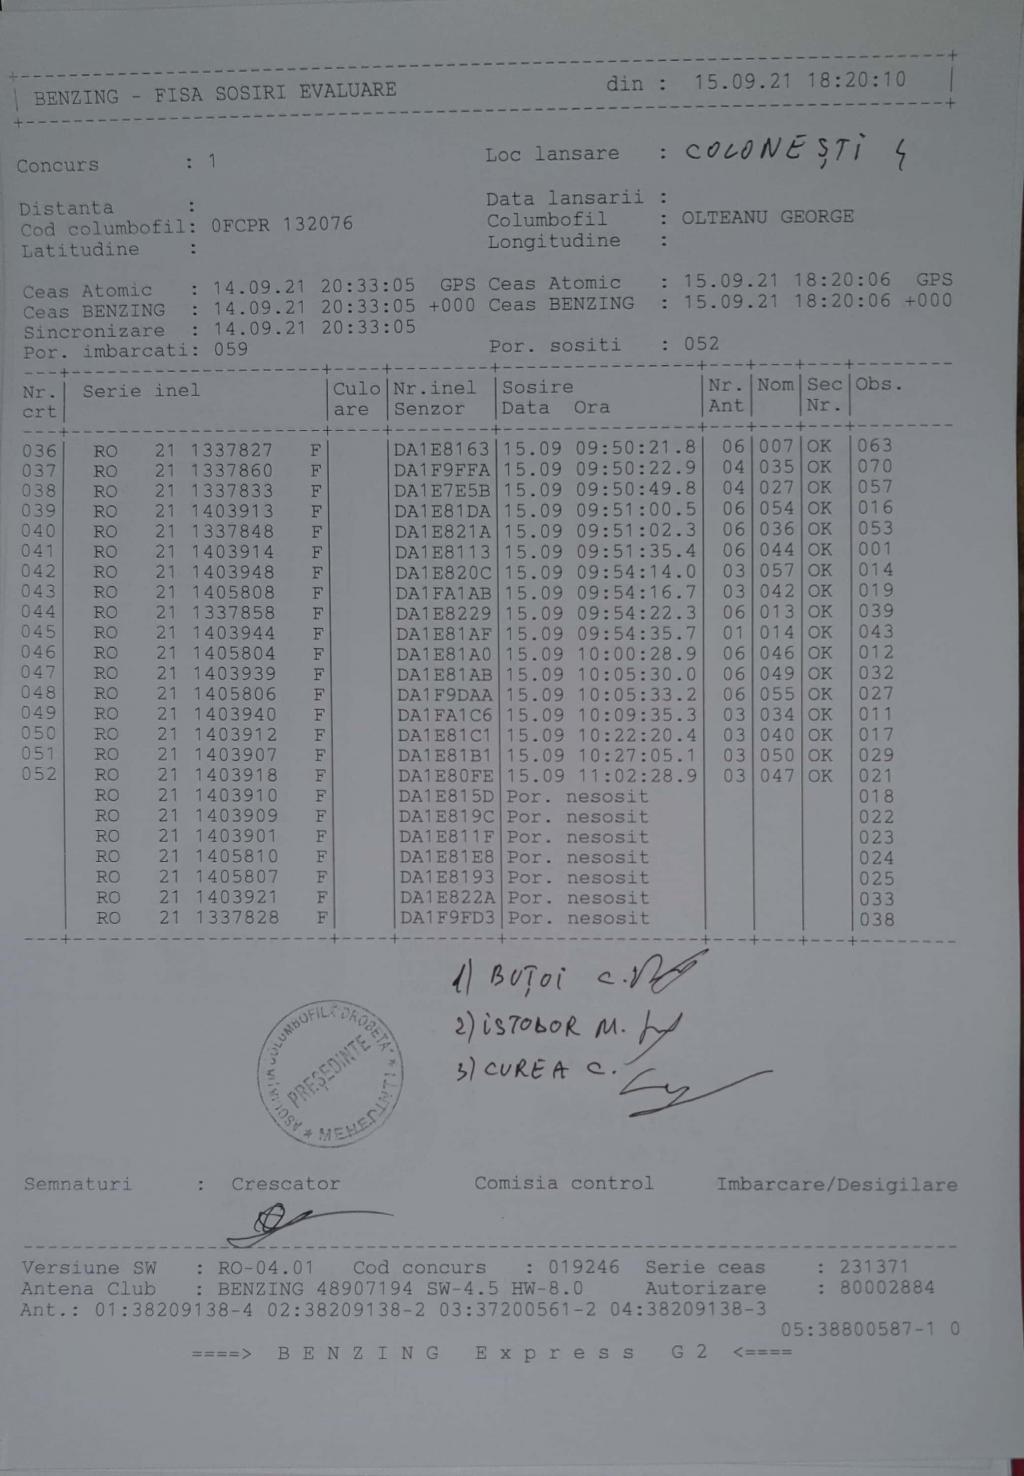 BENZING - FISA SOSIRI EVALUARE din : 15.09.21 18:20:10
Concurs : 1 Loc lansare : COLONEȘTI 4
Distanta : Data lansarii :
Cod columbofil: 0FCPR 132076 Columbofil : OLTEANU GEORGE
Latitudine : Longitudine :
Ceas Atomic : 14.09.21 20:33:05 GPS Ceas Atomic : 15.09.21 18:20:06 GPS
Ceas BENZING : 14.09.21 20:33:05 +000 Ceas BENZING : 15.09.21 18:20:06 +000
Sincronizare : 14.09.21 20:33:05
Por. imbarcati: 059 Por. sositi : 052
Nr. Serie inel Culo Nr.inel Sosire Nr. Nom Sec Obs.
crt are Senzor Data Ora Ant Nr.
036 RO 21 1337827 F DA1E8163 15.09 09:50:21.8 06 007 OK 063
037 RO 21 1337860 F DA1F9FFA 15.09 09:50:22.9 04 035 OK 070
038 RO 21 1337833 F DA1E7E5B 15.09 09:50:49.8 04 027 OK 057
039 RO 21 1403913 F DA1E81DA 15.09 09:51:00.5 06 054 OK 016
040 RO 21 1337848 F DA1E821A 15.09 09:51:02.3 06 036 OK 053
041 RO 21 1403914 F DA1E8113 15.09 09:51:35.4 06 044 OK 001
042 RO 21 1403948 F DA1E820C 15.09 09:54:14.0 03 057 OK 014
043 RO 21 1405808 F DA1FA1AB 15.09 09:54:16.7 03 042 OK 019
044 RO 21 1337858 F DA1E8229 15.09 09:54:22.3 06 013 OK 039
045 RO 21 1403944 F DA1E81AF 15.09 09:54:35.7 01 014 OK 043
046 RO 21 1405804 F DA1E81A0 15.09 10:00:28.9 06 046 OK 012
047 RO 21 1403939 F DA1E81AB 15.09 10:05:30.0 06 049 OK 032
048 RO 21 1405806 F DA1F9DAA 15.09 10:05:33.2 06 055 OK 027
049 RO 21 1403940 F DA1FA1C6 15.09 10:09:35.3 03 034 OK 011
050 RO 21 1403912 F DA1E81C1 15.09 10:22:20.4 03 040 OK 017
051 RO 21 1403907 F DA1E81B1 15.09 10:27:05.1 03 050 OK 029
052 RO 21 1403918 F DA1E80FE 15.09 11:02:28.9 03 047 OK 021
RO 21 1403910 F DA1E815D Por. nesosit 018
RO 21 1403909 F DA1E819C Por. nesosit 022
RO 21 1403901 F DA1E811F Por. nesosit 023
RO 21 1405810 F DA1E81E8 Por. nesosit 024
RO 21 1405807 F DA1E8193 Por. nesosit 025
RO 21 1403921 F DA1E822A Por. nesosit 033
RO 21 1337828 F DA1F9FD3 Por. nesosit 038
1) BUȚOI C.
2) ISTODOR M.
3) CUREA C.
COLUMBOFILĂ DROBETA
PREȘEDINTE
* MEHEDINȚI *
Semnaturi : Crescator Comisia control Imbarcare/Desigilare
Versiune SW : RO-04.01 Cod concurs : 019246 Serie ceas : 231371
Antena Club : BENZING 48907194 SW-4.5 HW-8.0 Autorizare : 80002884
Ant.: 01:38209138-4 02:38209138-2 03:37200561-2 04:38209138-3
05:38800587-1 0
====> B E N Z I N G E x p r e s s G 2 <====